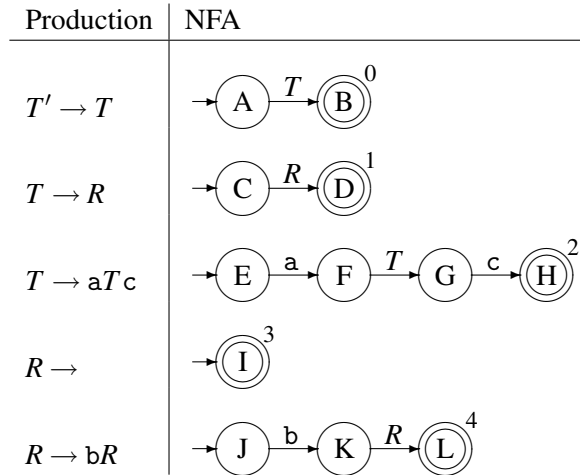 Production NFA
T′ → T A T B 0
T → R C R D 1
T → aTc E a F T G c H 2
R → I 3
R → bR J b K R L 4